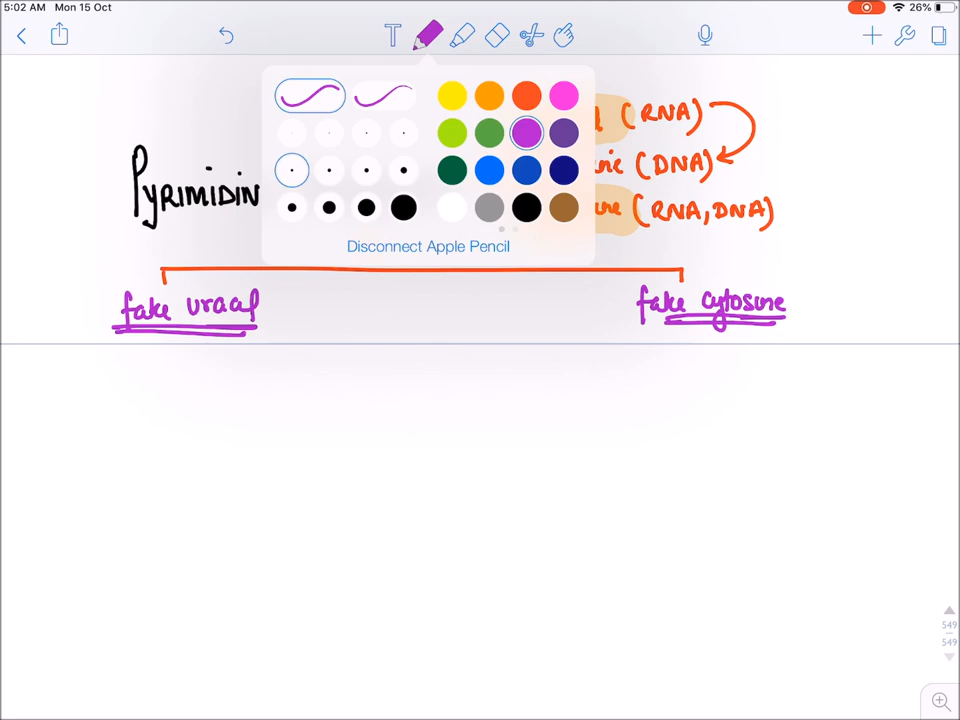 5:02 AM Mon 15 Oct 26%
(RNA)
(DNA)
PYRIMIDIN (RNA, DNA)
Disconnect Apple Pencil
fake uracil fake cytosine
549
549